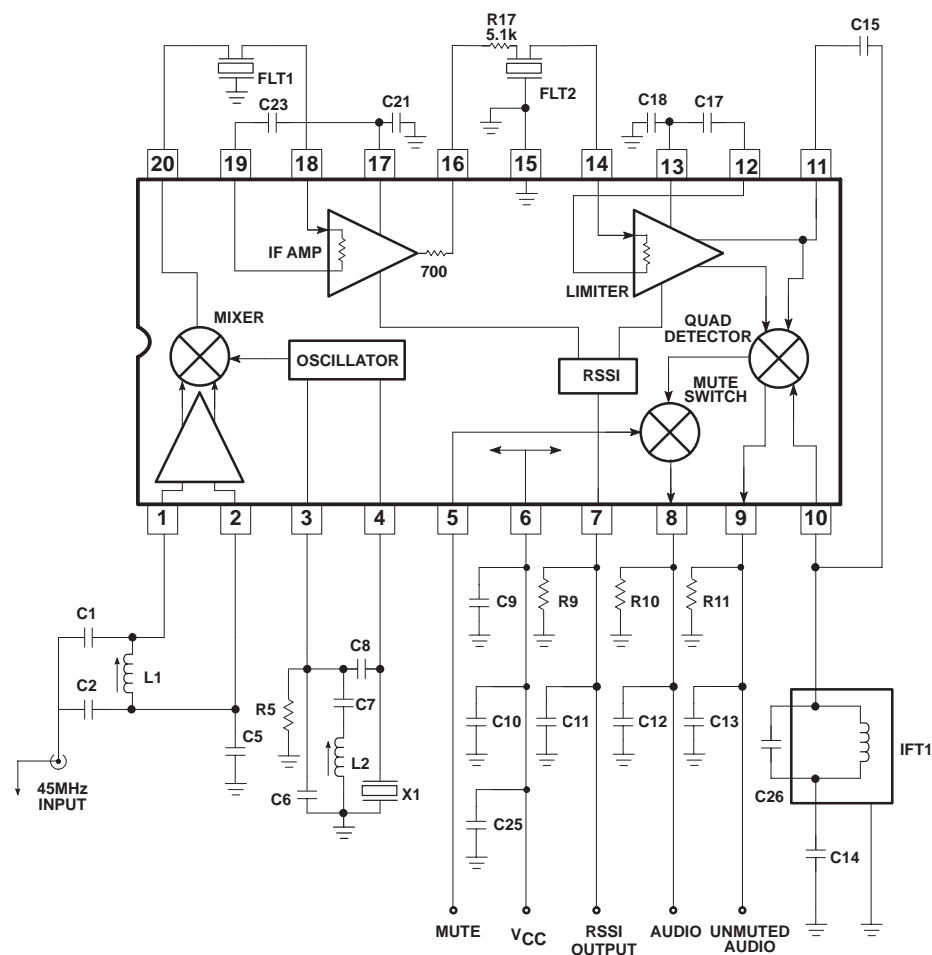 R17
5.1k
C15
FLT1
FLT2
C23
C21
C18
C17
20
19
18
17
16
15
14
13
12
11
IF AMP
700
LIMITER
MIXER
OSCILLATOR
RSSI
QUAD
DETECTOR
MUTE
SWITCH
1
2
3
4
5
6
7
8
9
10
C9
R9
R10
R11
C1
C2
L1
C5
45MHz
INPUT
R5
C8
C7
L2
C6
X1
C10
C11
C12
C13
C25
IFT1
C26
C14
MUTE
VCC
RSSI
OUTPUT
AUDIO
UNMUTED
AUDIO